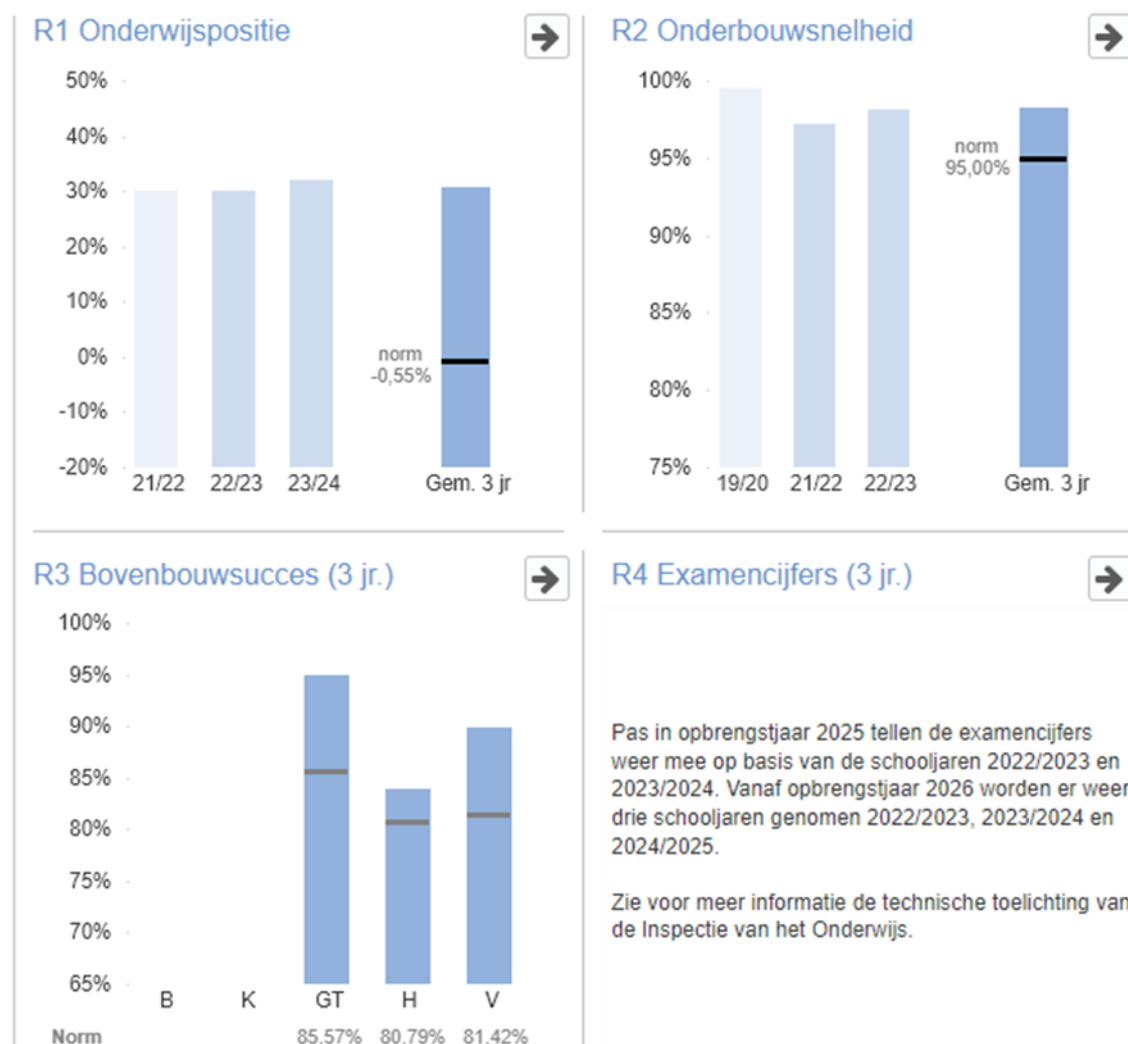 R1 Onderwijspositie
50%
40%
30%
20%
10%
0%
-10%
-20%
norm
-0,55%
21/22 22/23 23/24 Gem. 3 jr
R2 Onderbouwsnelheid
100%
95%
90%
85%
80%
75%
norm
95,00%
19/20 21/22 22/23 Gem. 3 jr
R3 Bovenbouwsucces (3 jr.)
100%
95%
90%
85%
80%
75%
70%
65%
B K GT H V
Norm 85,57% 80,79% 81,42%
R4 Examencijfers (3 jr.)
Pas in opbrengstjaar 2025 tellen de examencijfers
weer mee op basis van de schooljaren 2022/2023 en
2023/2024. Vanaf opbrengstjaar 2026 worden er weer
drie schooljaren genomen 2022/2023, 2023/2024 en
2024/2025.
Zie voor meer informatie de technische toelichting van
de Inspectie van het Onderwijs.